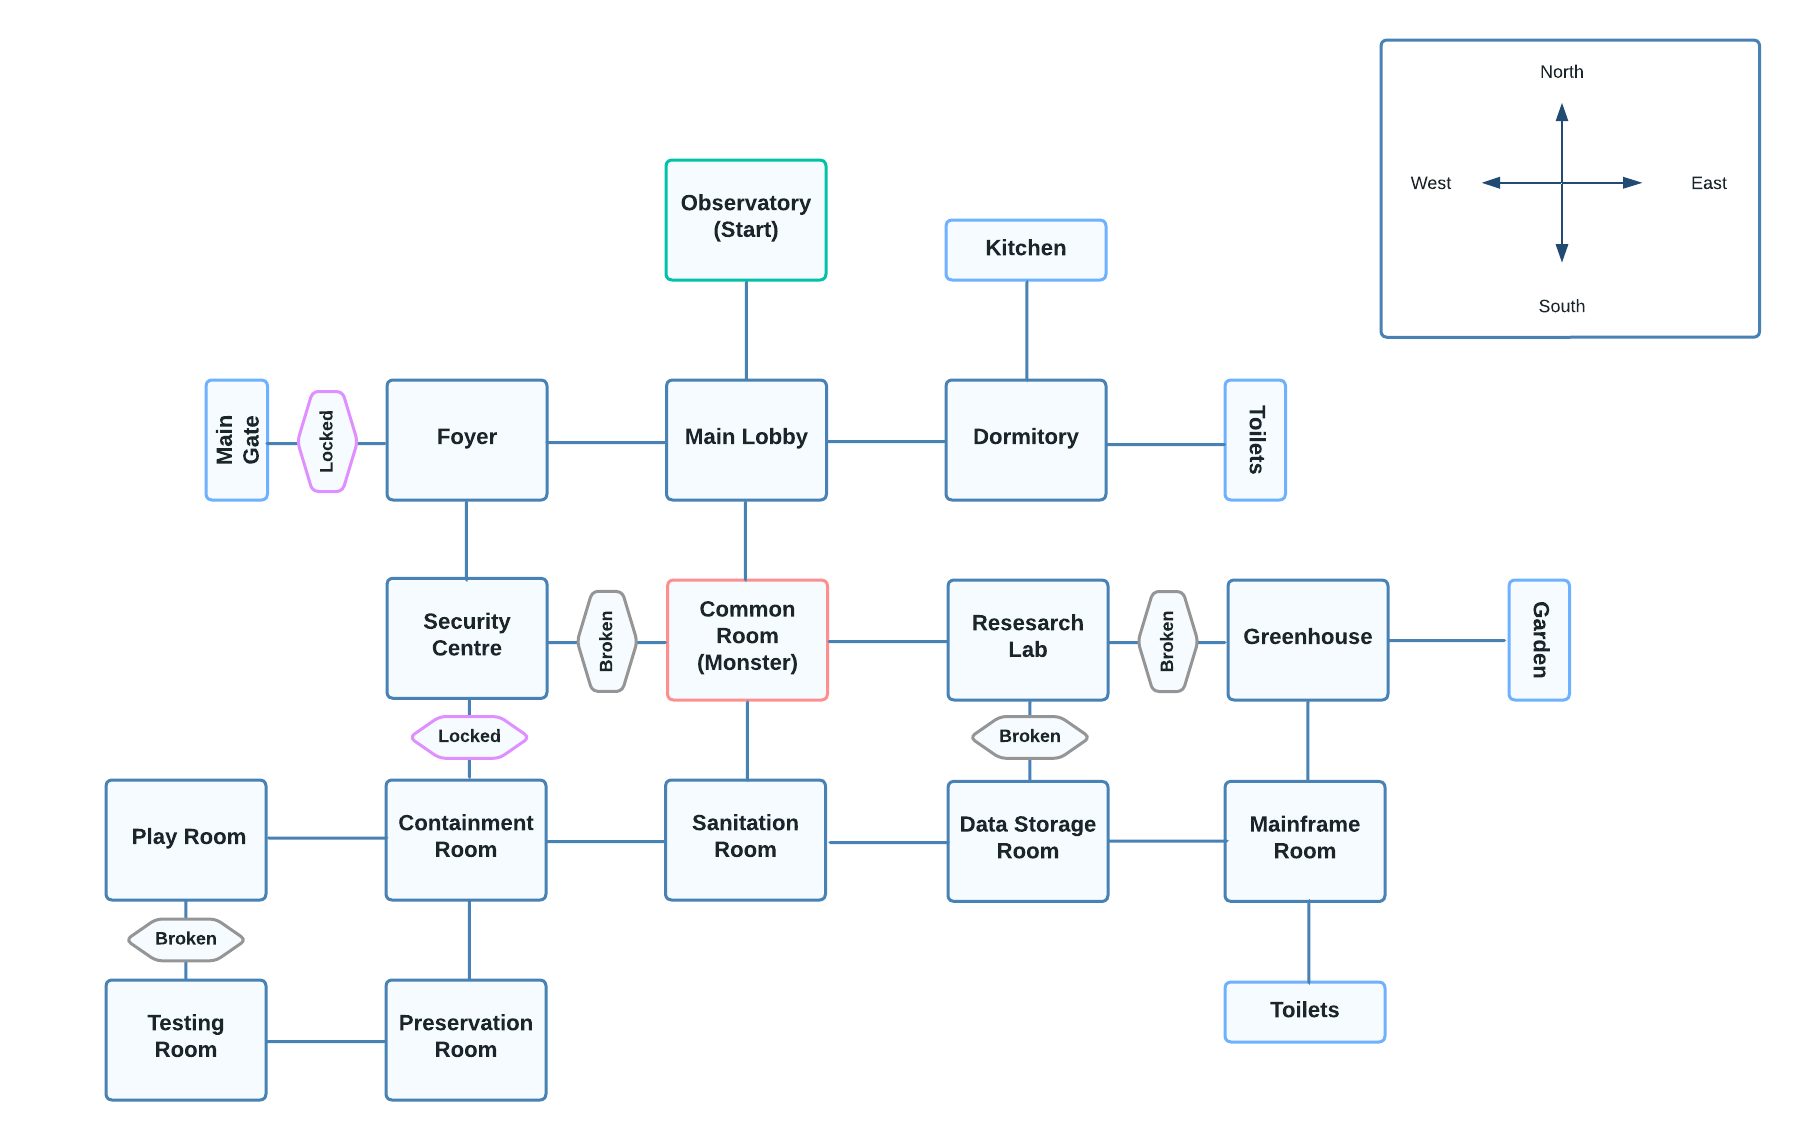 North
West
East
South
Observatory
(Start)
Kitchen
Main
Gate
Locked
Foyer
Main Lobby
Dormitory
Toilets
Security
Centre
Broken
Common
Room
(Monster)
Resesarch
Lab
Broken
Greenhouse
Garden
Locked
Broken
Play Room
Containment
Room
Sanitation
Room
Data Storage
Room
Mainframe
Room
Broken
Testing
Room
Preservation
Room
Toilets